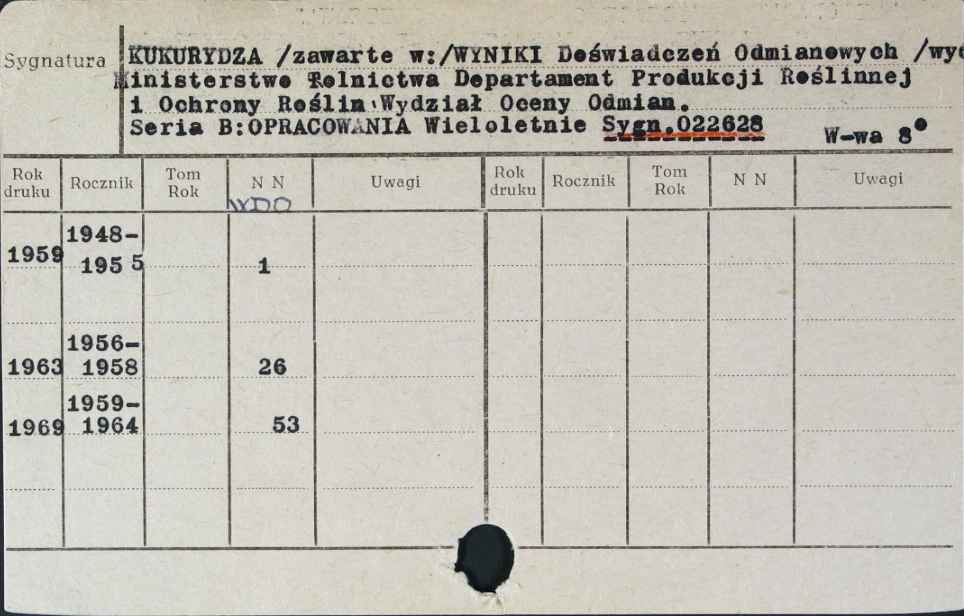 Sygnatura
KUKURYDZA /zawarte w:/WYNIKI Doświadczeń Odmianowych /wyd
Ministerstwo Rolnictwa Departament Produkcji Roślinnej
i Ochrony Roślin Wydział Oceny Odmian.
Seria B:OPRACOWANIA Wieloletnie Sygn.022628 W-wa 8°
Rok druku Rocznik Tom Rok N N Uwagi Rok druku Rocznik Tom Rok N N Uwagi
WDO
1959 1948-1955 1
1963 1956-1958 26
1969 1959-1964 53